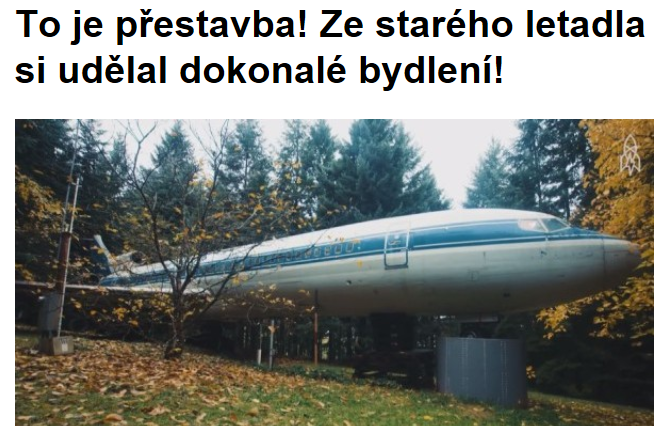 To je přestavba! Ze starého letadla
si udělal dokonalé bydlení!